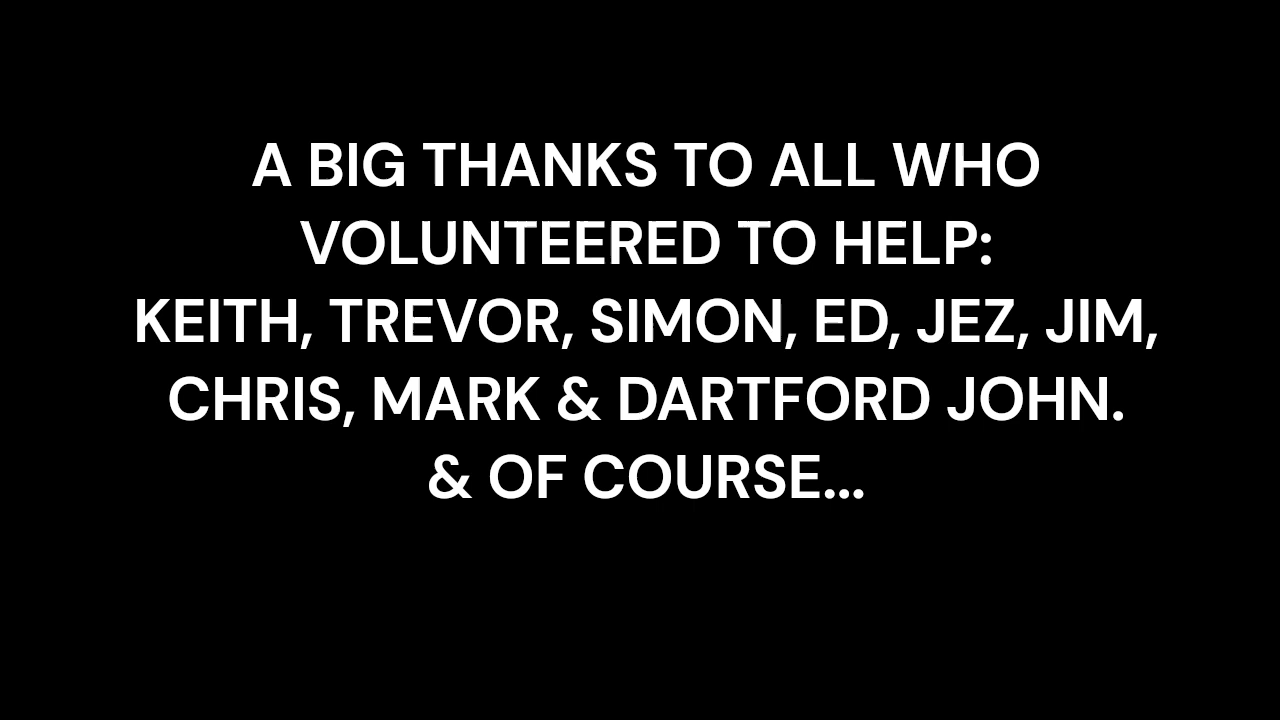 A BIG THANKS TO ALL WHO
VOLUNTEERED TO HELP:
KEITH, TREVOR, SIMON, ED, JEZ, JIM,
CHRIS, MARK & DARTFORD JOHN.
& OF COURSE...